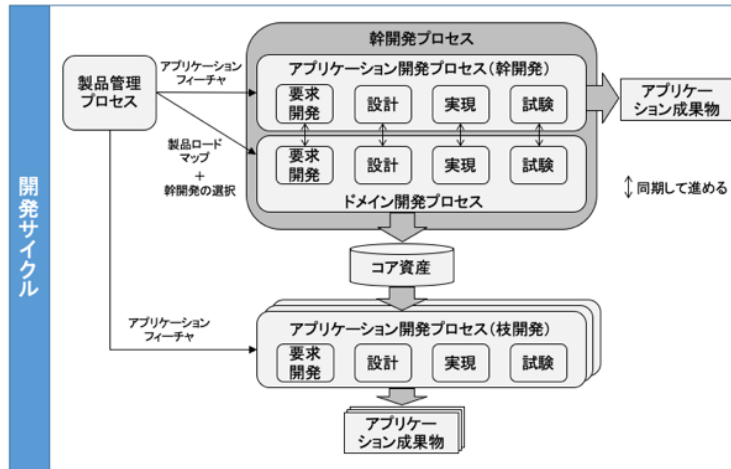 開発サイクル
製品管理
プロセス
アプリケーション
フィーチャ
製品ロード
マップ
+
幹開発の選択
幹開発プロセス
アプリケーション開発プロセス(幹開発)
要求
開発
設計
実現
試験
要求
開発
設計
実現
試験
ドメイン開発プロセス
アプリケー
ション成果物
同期して進める
コア資産
アプリケーション
フィーチャ
アプリケーション開発プロセス(枝開発)
要求
開発
設計
実現
試験
アプリケー
ション成果物